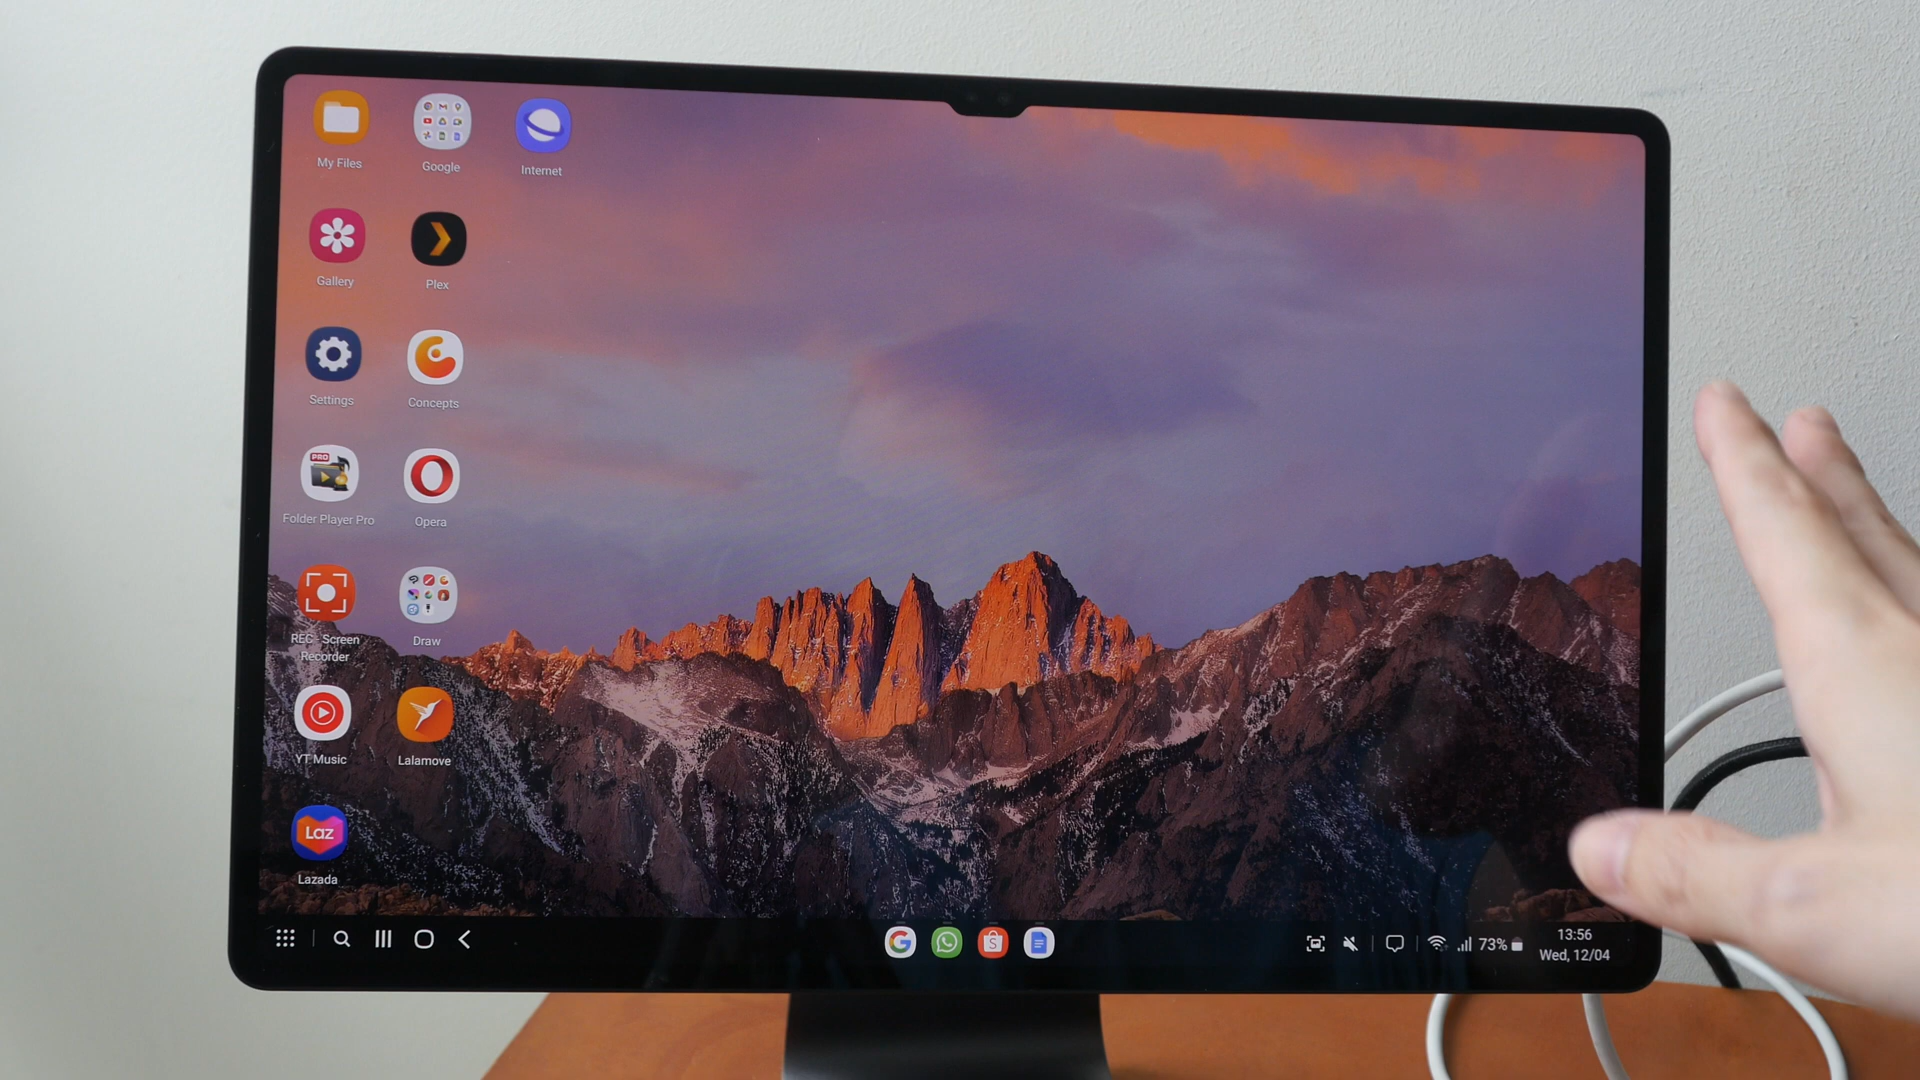 My Files
Google
Internet
Gallery
Plex
Settings
Concepts
PRO
Folder Player Pro
Opera
REC - Screen
Recorder
Draw
YT Music
Lalamove
Laz
Lazada
S
73%
13:56
Wed, 12/04